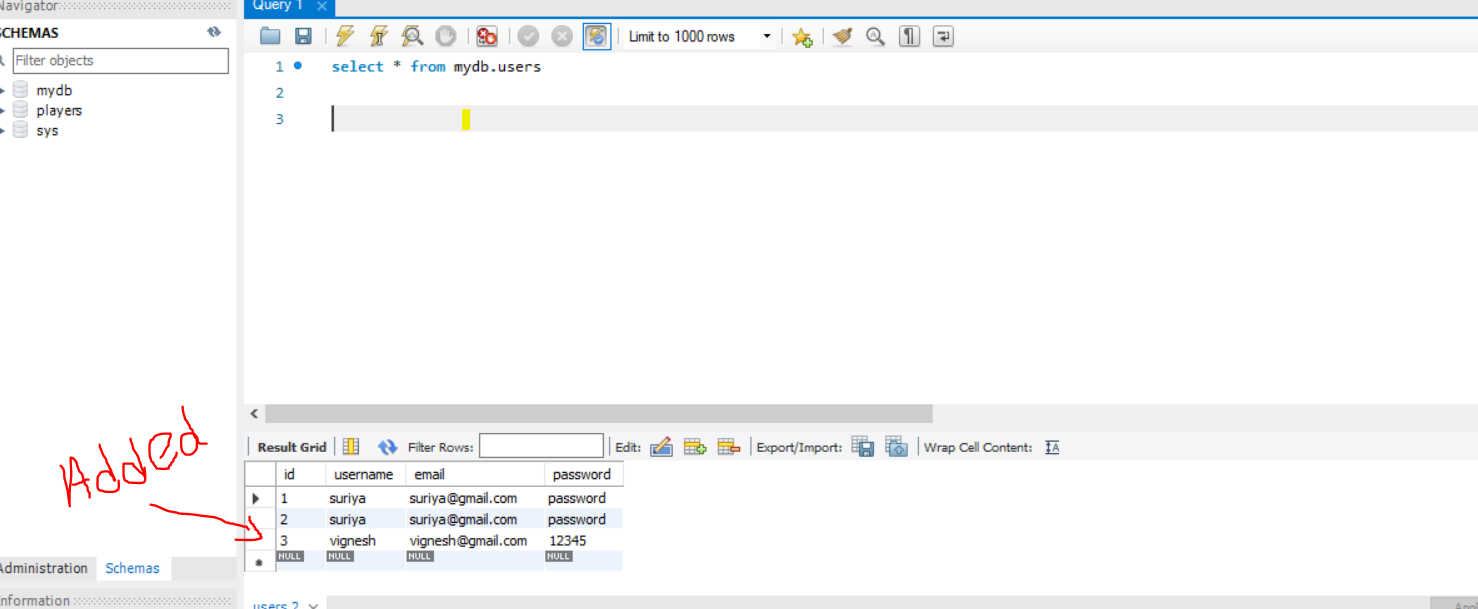 Navigator
Query 1
SCHEMAS
Limit to 1000 rows
Filter objects
1 select * from mydb.users
2
3
mydb
players
sys
Added
Result Grid Filter Rows: Edit: Export/Import: Wrap Cell Content:
id username email password
1 suriya suriya@gmail.com password
2 suriya suriya@gmail.com password
3 vignesh vignesh@gmail.com 12345
NULL NULL NULL NULL
Administration Schemas
Information
users 2